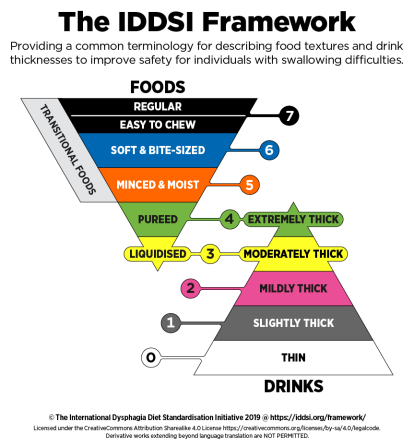 The IDDSI Framework
Providing a common terminology for describing food textures and drink
thicknesses to improve safety for individuals with swallowing difficulties.
FOODS
TRANSITIONAL FOODS
REGULAR
EASY TO CHEW
7
SOFT & BITE-SIZED
6
MINCED & MOIST
5
PUREED
4
EXTREMELY THICK
LIQUIDISED
3
MODERATELY THICK
2
MILDLY THICK
1
SLIGHTLY THICK
0
THIN
DRINKS
© The International Dysphagia Diet Standardisation Initiative 2019 @ https://iddsi.org/framework/
Licensed under the CreativeCommons Attribution Sharealike 4.0 License https://creativecommons.org/licenses/by-sa/4.0/legalcode.
Derivative works extending beyond language translation are NOT PERMITTED.